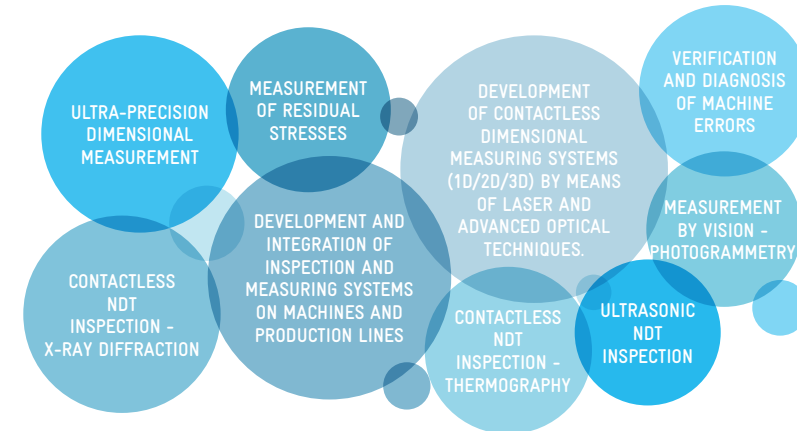 ULTRA-PRECISION
DIMENSIONAL
MEASUREMENT
MEASUREMENT
OF RESIDUAL
STRESSES
DEVELOPMENT
OF CONTACTLESS
DIMENSIONAL
MEASURING SYSTEMS
(1D/2D/3D) BY MEANS
OF LASER AND
ADVANCED OPTICAL
TECHNIQUES.
VERIFICATION
AND DIAGNOSIS
OF MACHINE
ERRORS
CONTACTLESS
NDT
INSPECTION -
X-RAY DIFFRACTION
DEVELOPMENT AND
INTEGRATION OF
INSPECTION AND
MEASURING SYSTEMS
ON MACHINES AND
PRODUCTION LINES
CONTACTLESS
NDT
INSPECTION -
THERMOGRAPHY
ULTRASONIC
NDT
INSPECTION
MEASUREMENT
BY VISION -
PHOTOGRAMMETRY